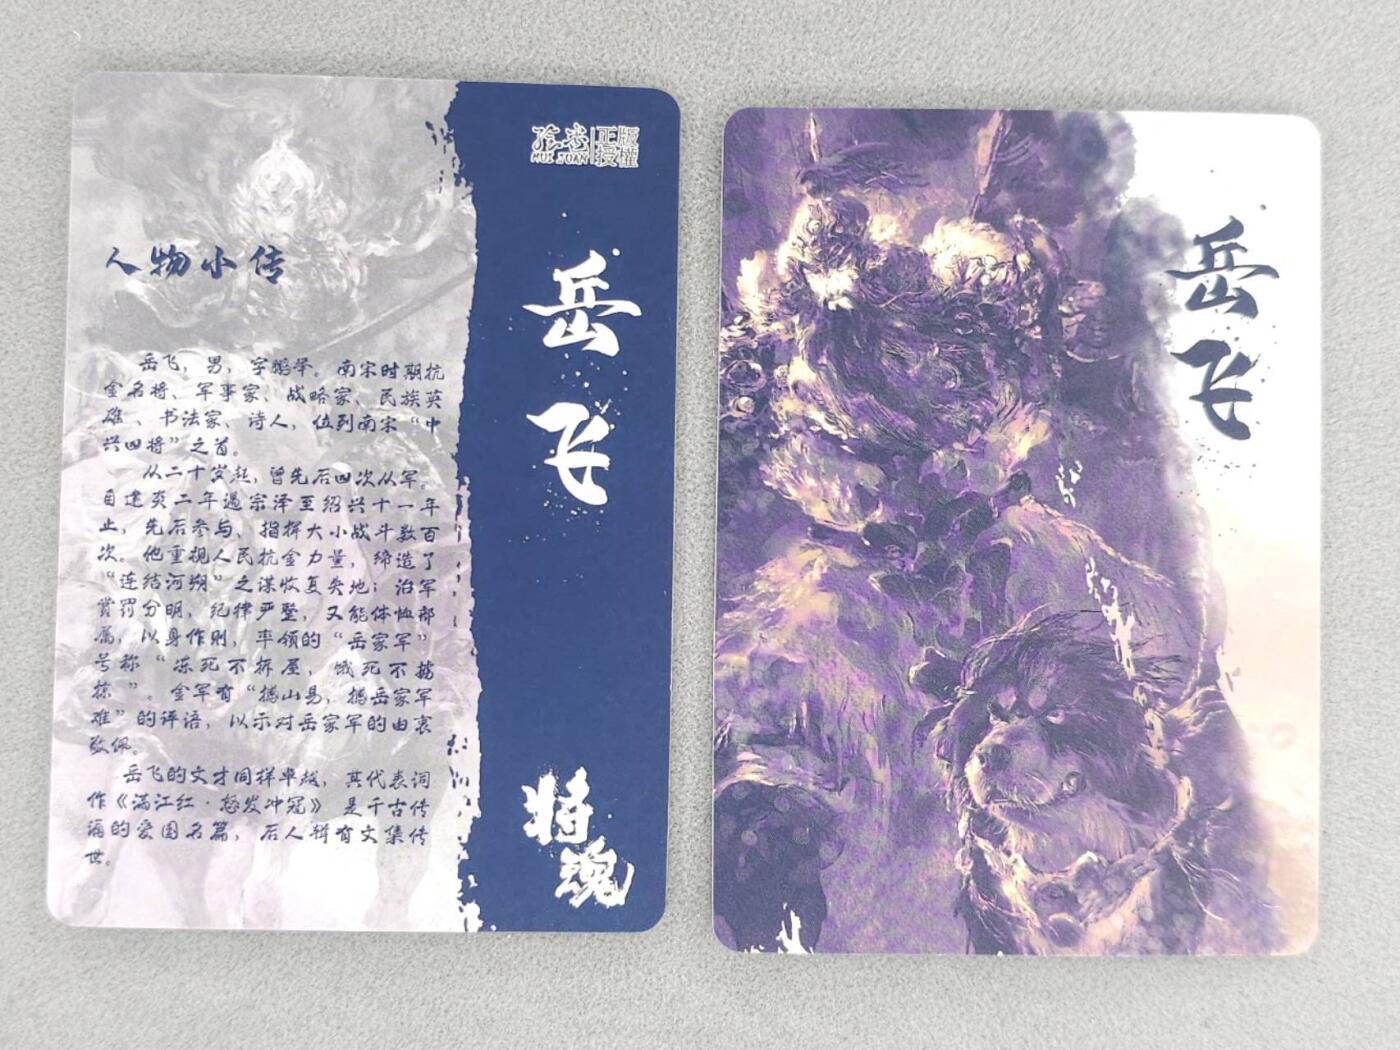 绘卷
HUI JUAN
正版
授權
岳飞
将魂
人物小传
岳飞，男，字鹏举。南宋时期抗
金名将、军事家、战略家、民族英
雄、书法家、诗人，位列南宋“中
兴四将”之首。
从二十岁起，曾先后四次从军。
自建炎二年遇宗泽至绍兴十一年
止，先后参与、指挥大小战斗数百
次。他重视人民抗金力量，缔造了
“连结河朔”之谋收复失地；治军
赏罚分明，纪律严整，又能体恤部
属，以身作则，率领的“岳家军”
号称“冻死不拆屋，饿死不掳
掠”。金军有“撼山易，撼岳家军
难”的评语，以示对岳家军的由衷
敬佩。
岳飞的文才同样卓越，其代表词
作《满江红·怒发冲冠》是千古传
诵的爱国名篇，后人辑有文集传
世。
岳飞